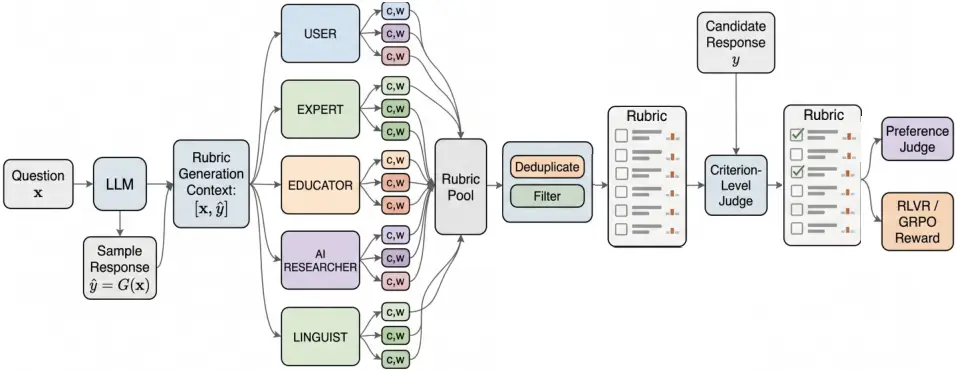 Question
x
LLM
Sample
Response
ŷ = G(x)
Rubric
Generation
Context:
[x, ŷ]
USER
C,W
C,W
C,W
EXPERT
C,W
C,W
C,W
EDUCATOR
C,W
C,W
C,W
AI
RESEARCHER
C,W
C,W
C,W
LINGUIST
C,W
C,W
C,W
Rubric
Pool
Deduplicate
Filter
Rubric
Candidate
Response
y
Criterion-
Level
Judge
Rubric
Preference
Judge
RLVR /
GRPO
Reward